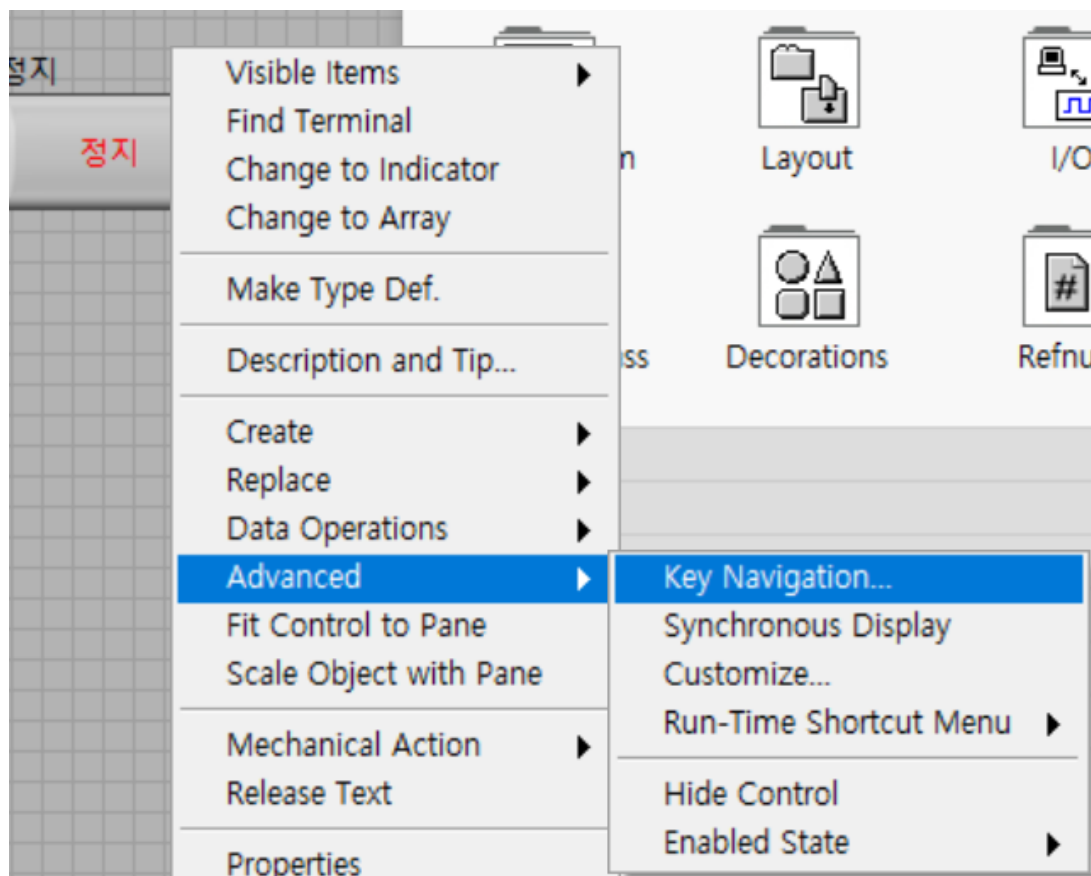 정지
정지
Visible Items
Find Terminal
Change to Indicator
Change to Array
Make Type Def.
Description and Tip...
Create
Replace
Data Operations
Advanced
Fit Control to Pane
Scale Object with Pane
Mechanical Action
Release Text
Properties
Key Navigation...
Synchronous Display
Customize...
Run-Time Shortcut Menu
Hide Control
Enabled State
Layout
I/O
Decorations
#